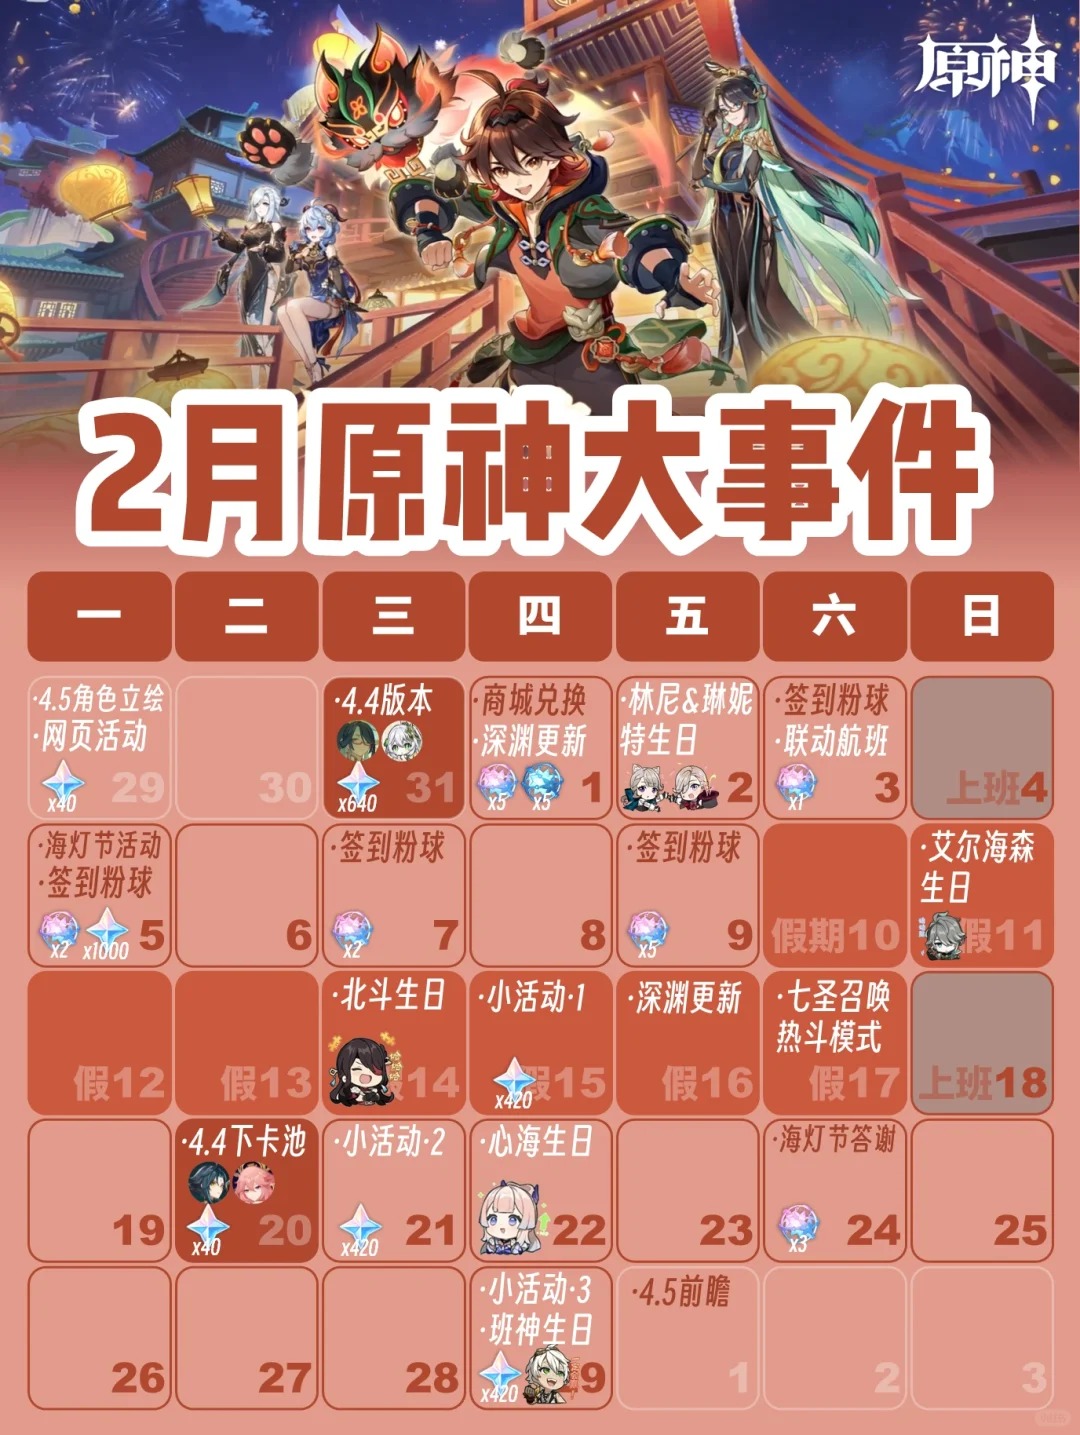 原神
2月原神大事件
一 二 三 四 五 六 日
·4.5角色立绘
·网页活动
x40 29
30
·4.4版本
x640 31
·商城兑换
·深渊更新
x5 x5 1
·林尼&琳妮
特生日
2
·签到粉球
·联动航班
x1 3
上班4
·海灯节活动
·签到粉球
x2 x1000 5
6
·签到粉球
x2 7
8
·签到粉球
x5 9
假期10
·艾尔海森
生日
假11
假12
假13
·北斗生日
14
·小活动·1
x420 假15
·深渊更新
假16
·七圣召唤
热斗模式
假17
上班18
19
·4.4下卡池
x40 20
·小活动·2
x420 21
·心海生日
22
23
·海灯节答谢
x3 24
25
26
27
28
·小活动·3
·班神生日
x420 9
·4.5前瞻
1
2
3